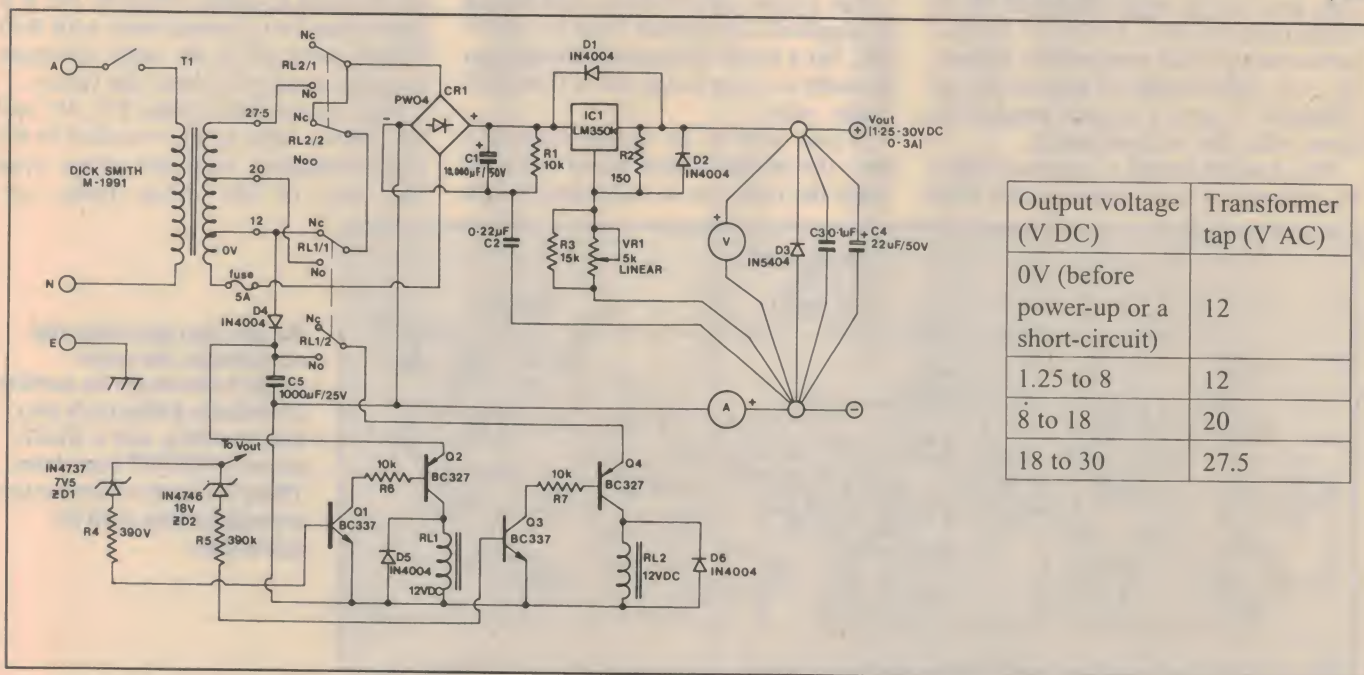 A
T1
Nc
RL2/1
No
27·5
Nc
RL2/2
No
20
12
Nc
RL1/1
No
0V
DICK SMITH
M-1991
N
fuse
5A
D4
IN4004
Nc
RL1/2
No
E
C5
1000µF/25V
PW04
CR1
-
+
C1
10,000µF/50V
+
R1
10k
D1
IN4004
IC1
LM350k
R2
150
D2
IN4004
0·22µF
C2
R3
15k
VR1
5k
LINEAR
+
V
D3
IN5404
C3
0·1µF
+
C4
22uF/50V
+
Vout
(1·25-30V DC
0-3A)
A
+
-
To Vout
IN4737
7V5
ZD1
IN4746
18V
ZD2
R4
390V
R5
390k
10k
R6
Q2
BC327
Q1
BC337
D5
IN4004
RL1
12VDC
10k
R7
Q4
BC327
Q3
BC337
RL2
12VDC
D6
IN4004
Output voltage
(V DC)
Transformer
tap (V AC)
0V (before
power-up or a
short-circuit)
12
1.25 to 8
12
8 to 18
20
18 to 30
27.5